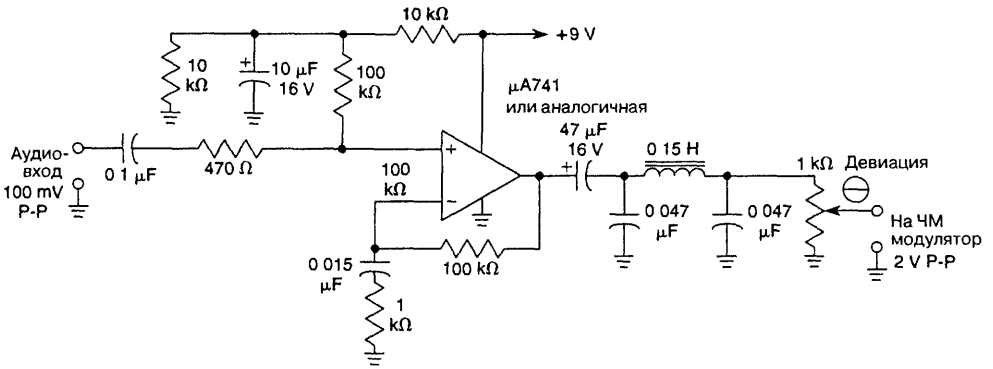 10 kΩ
+9 V
10
kΩ
+
10 µF
16 V
100
kΩ
µA741
или аналогичная
47 µF
16 V
+
0 15 H
1 kΩ
Девиация
Аудио-
вход
100 mV
P-P
0 1 µF
470 Ω
+
100
kΩ
−
0 047
µF
0 047
µF
На ЧМ
модулятор
2 V P-P
0 015
µF
100 kΩ
1
kΩ